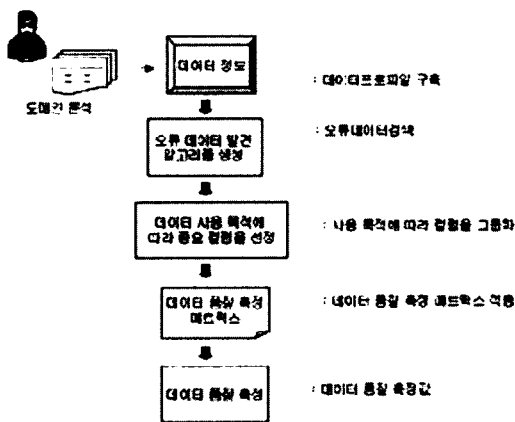 도메인 분석
데이터 정보
: 데이터프로파일 구축
오류 데이터 발견
알고리즘 생성
: 오류데이터검색
데이터 사용 목적에
따라 중요 컬럼을 선정
: 사용 목적에 따라 컬럼을 그룹화
데이터 품질 측정
메트릭스
: 데이터 품질 측정 메트릭스 적용
데이터 품질 측정
: 데이터 품질 측정값